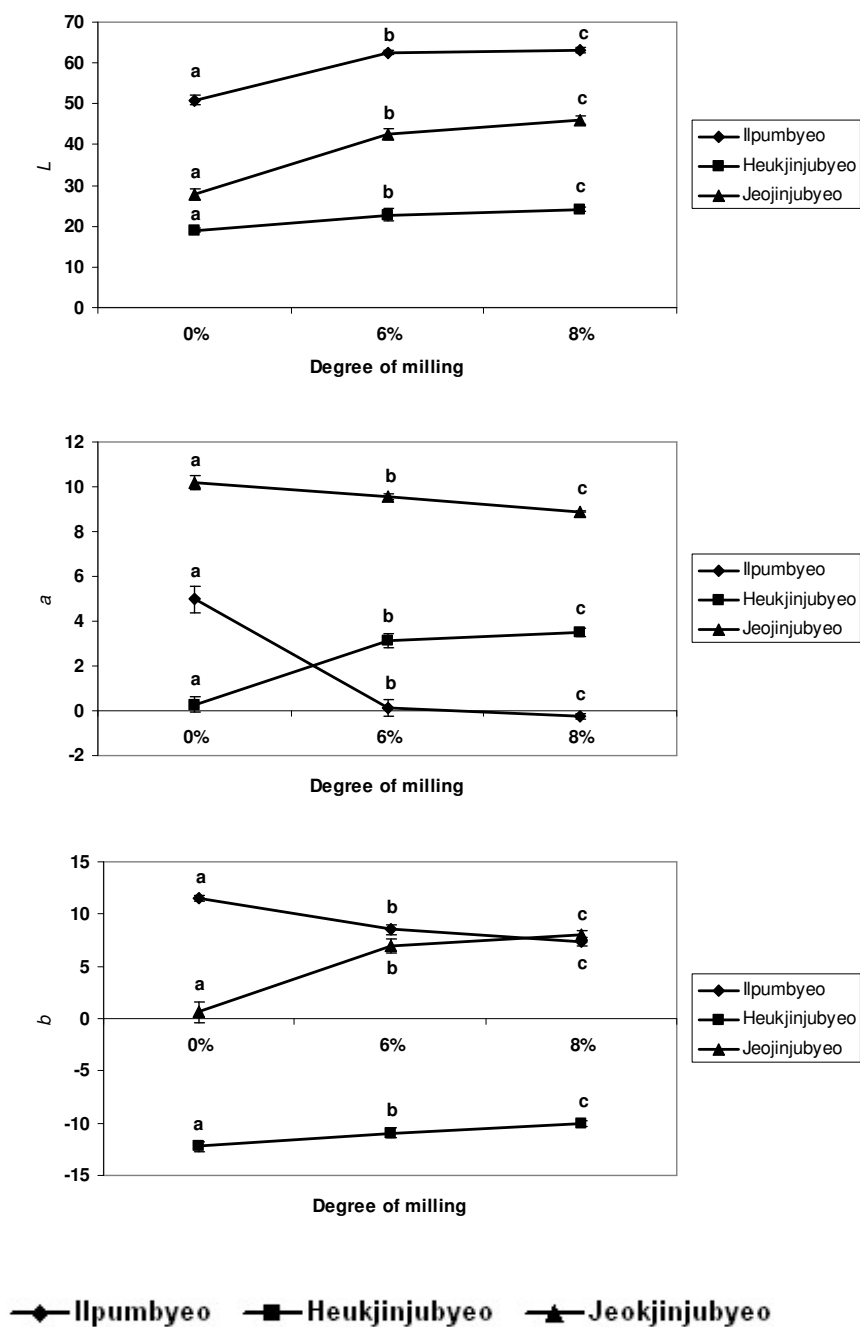 70
60
50
40
30
20
10
0
L
a
b
c
a
b
c
a
b
c
0% 6% 8%
Degree of milling
Ilpumbyeo
Heukjinjubyeo
Jeojinjubyeo
12
10
8
6
4
2
0
-2
a
a
b
c
a
b
c
a
b
c
0% 6% 8%
Degree of milling
Ilpumbyeo
Heukjinjubyeo
Jeojinjubyeo
15
10
5
0
-5
-10
-15
b
a
b
c
a
b
c
0% 6% 8%
a
b
c
Degree of milling
Ilpumbyeo
Heukjinjubyeo
Jeojinjubyeo
Ilpumbyeo Heukjinjubyeo Jeokjinjubyeo